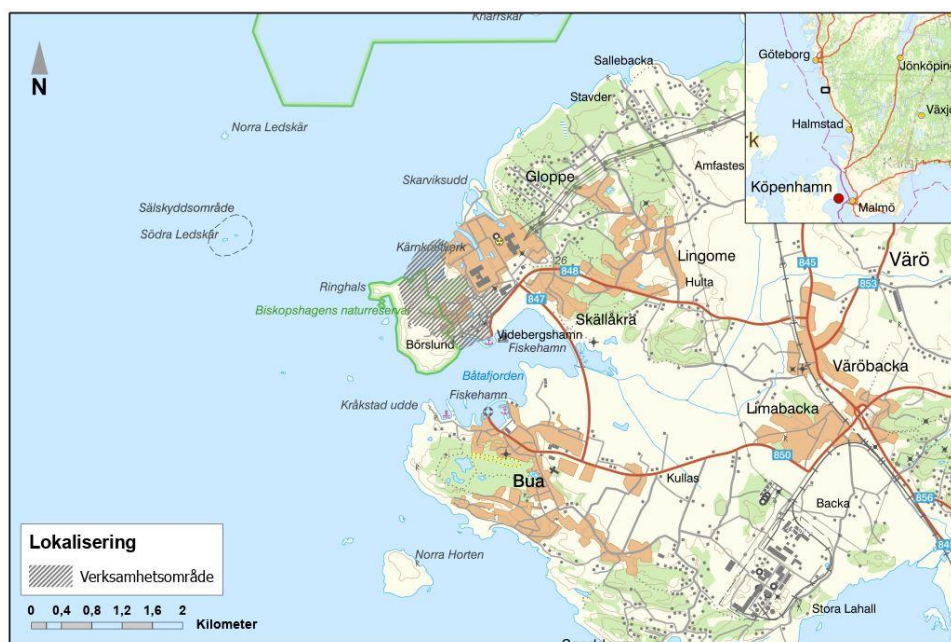 Knarrskär
N
Norra Ledskär
Sälskyddsområde
Södra Ledskär
Sallebacka
Stavder
Gloppe
Amfastes
Skarviksudd
Kärnkraftverk
Ringhals
Biskopshagens naturreservat
Börslund
26
848
847
Lingome
Hulta
Skällåkra
Videbergshamn
Fiskehamn
Båtafjorden
Fiskehamn
Kråkstad udde
Bua
Kullas
850
Limabacka
Väröbacka
845
853
Värö
856
Backa
Stora Lahall
Norra Horten
Göteborg
Jönköping
Halmstad
Växjö
Köpenhamn
Malmö
Lokalisering
Verksamhetsområde
0 0,4 0,8 1,2 1,6 2
Kilometer